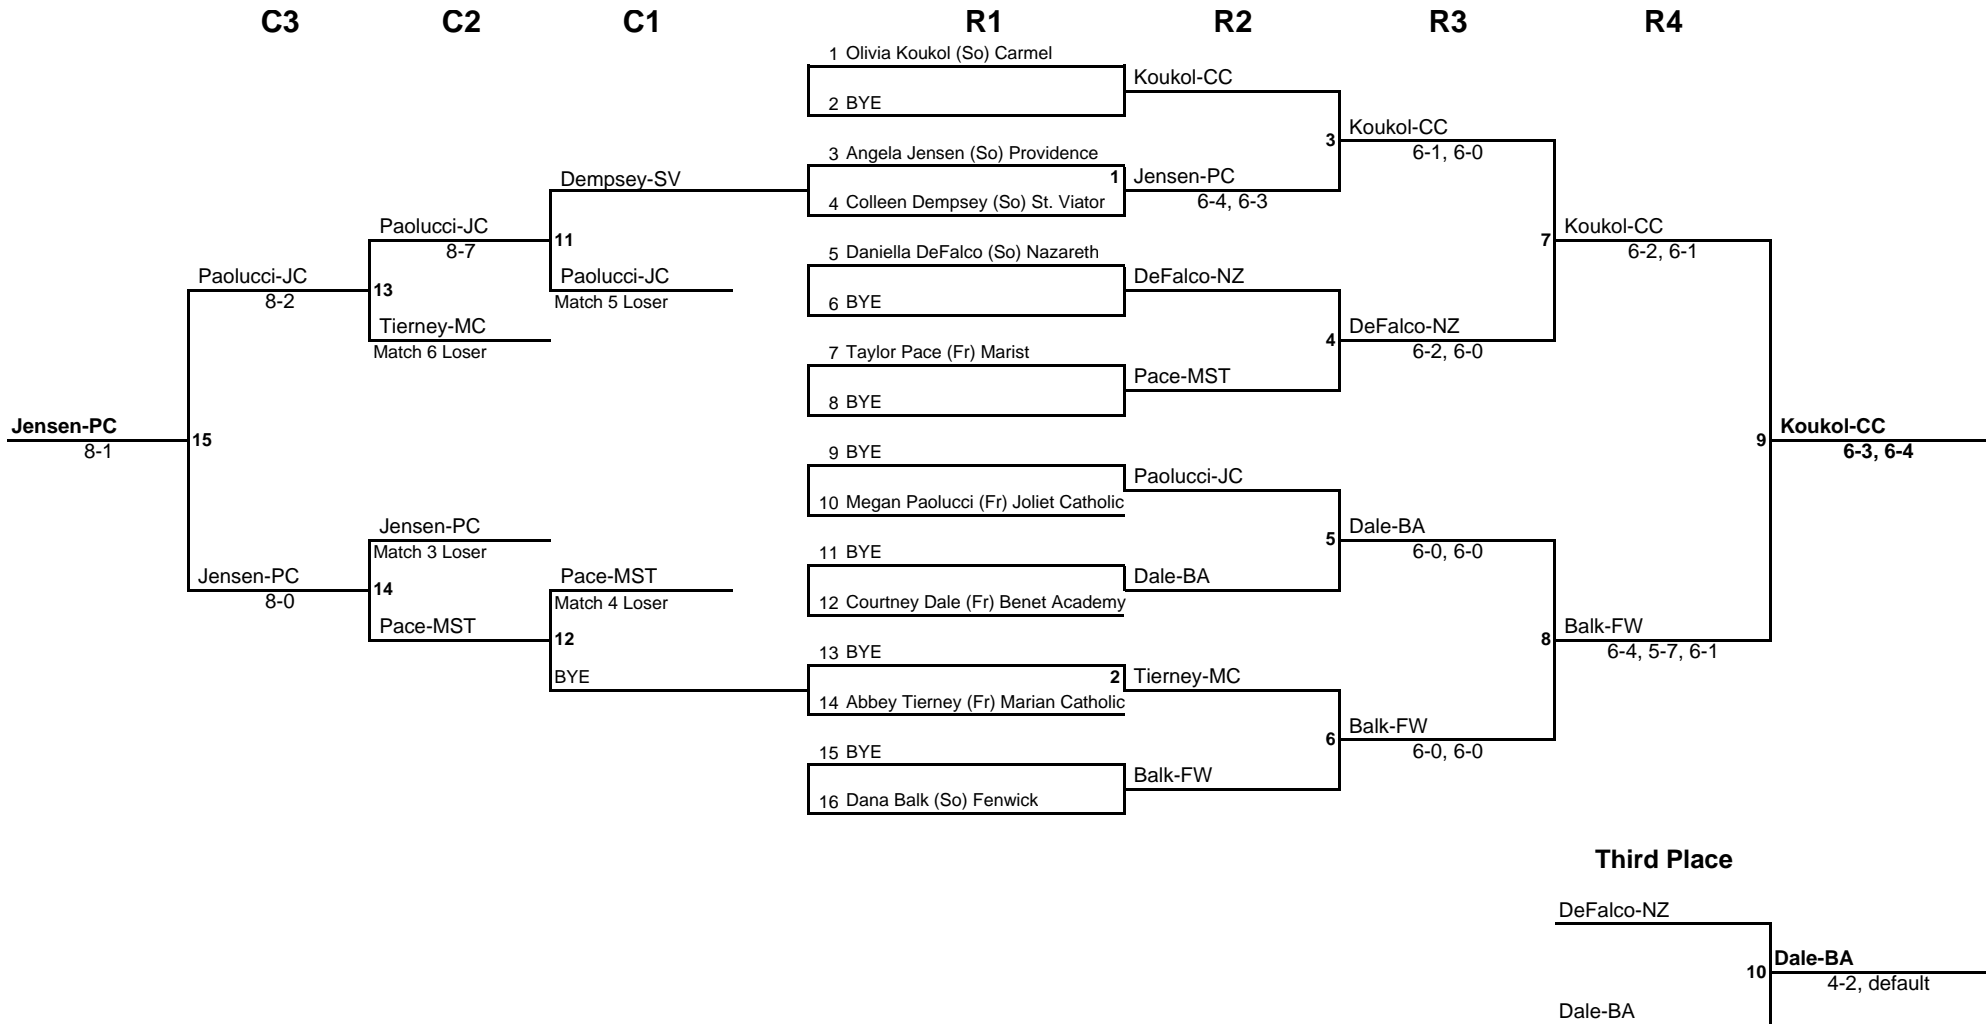 C3 C2 C1 R1 R2 R3 R4
1 Olivia Koukol (So) Carmel
Koukol-CC
2 BYE
3 Koukol-CC
6-1, 6-0
3 Angela Jensen (So) Providence
Dempsey-SV
1 Jensen-PC
6-4, 6-3
4 Colleen Dempsey (So) St. Viator
Paolucci-JC
8-7
11
7 Koukol-CC
6-2, 6-1
5 Daniella DeFalco (So) Nazareth
Paolucci-JC
8-2
13
Paolucci-JC
Match 5 Loser
DeFalco-NZ
6 BYE
Tierney-MC
Match 6 Loser
4 DeFalco-NZ
6-2, 6-0
7 Taylor Pace (Fr) Marist
Pace-MST
8 BYE
Jensen-PC
8-1
15
9 Koukol-CC
6-3, 6-4
9 BYE
Paolucci-JC
10 Megan Paolucci (Fr) Joliet Catholic
Jensen-PC
Match 3 Loser
5 Dale-BA
6-0, 6-0
11 BYE
Jensen-PC
8-0
14
Pace-MST
Match 4 Loser
Dale-BA
12 Courtney Dale (Fr) Benet Academy
Pace-MST
12
8 Balk-FW
6-4, 5-7, 6-1
13 BYE
BYE
2 Tierney-MC
14 Abbey Tierney (Fr) Marian Catholic
6 Balk-FW
6-0, 6-0
15 BYE
Balk-FW
16 Dana Balk (So) Fenwick
Third Place
DeFalco-NZ
10 Dale-BA
4-2, default
Dale-BA